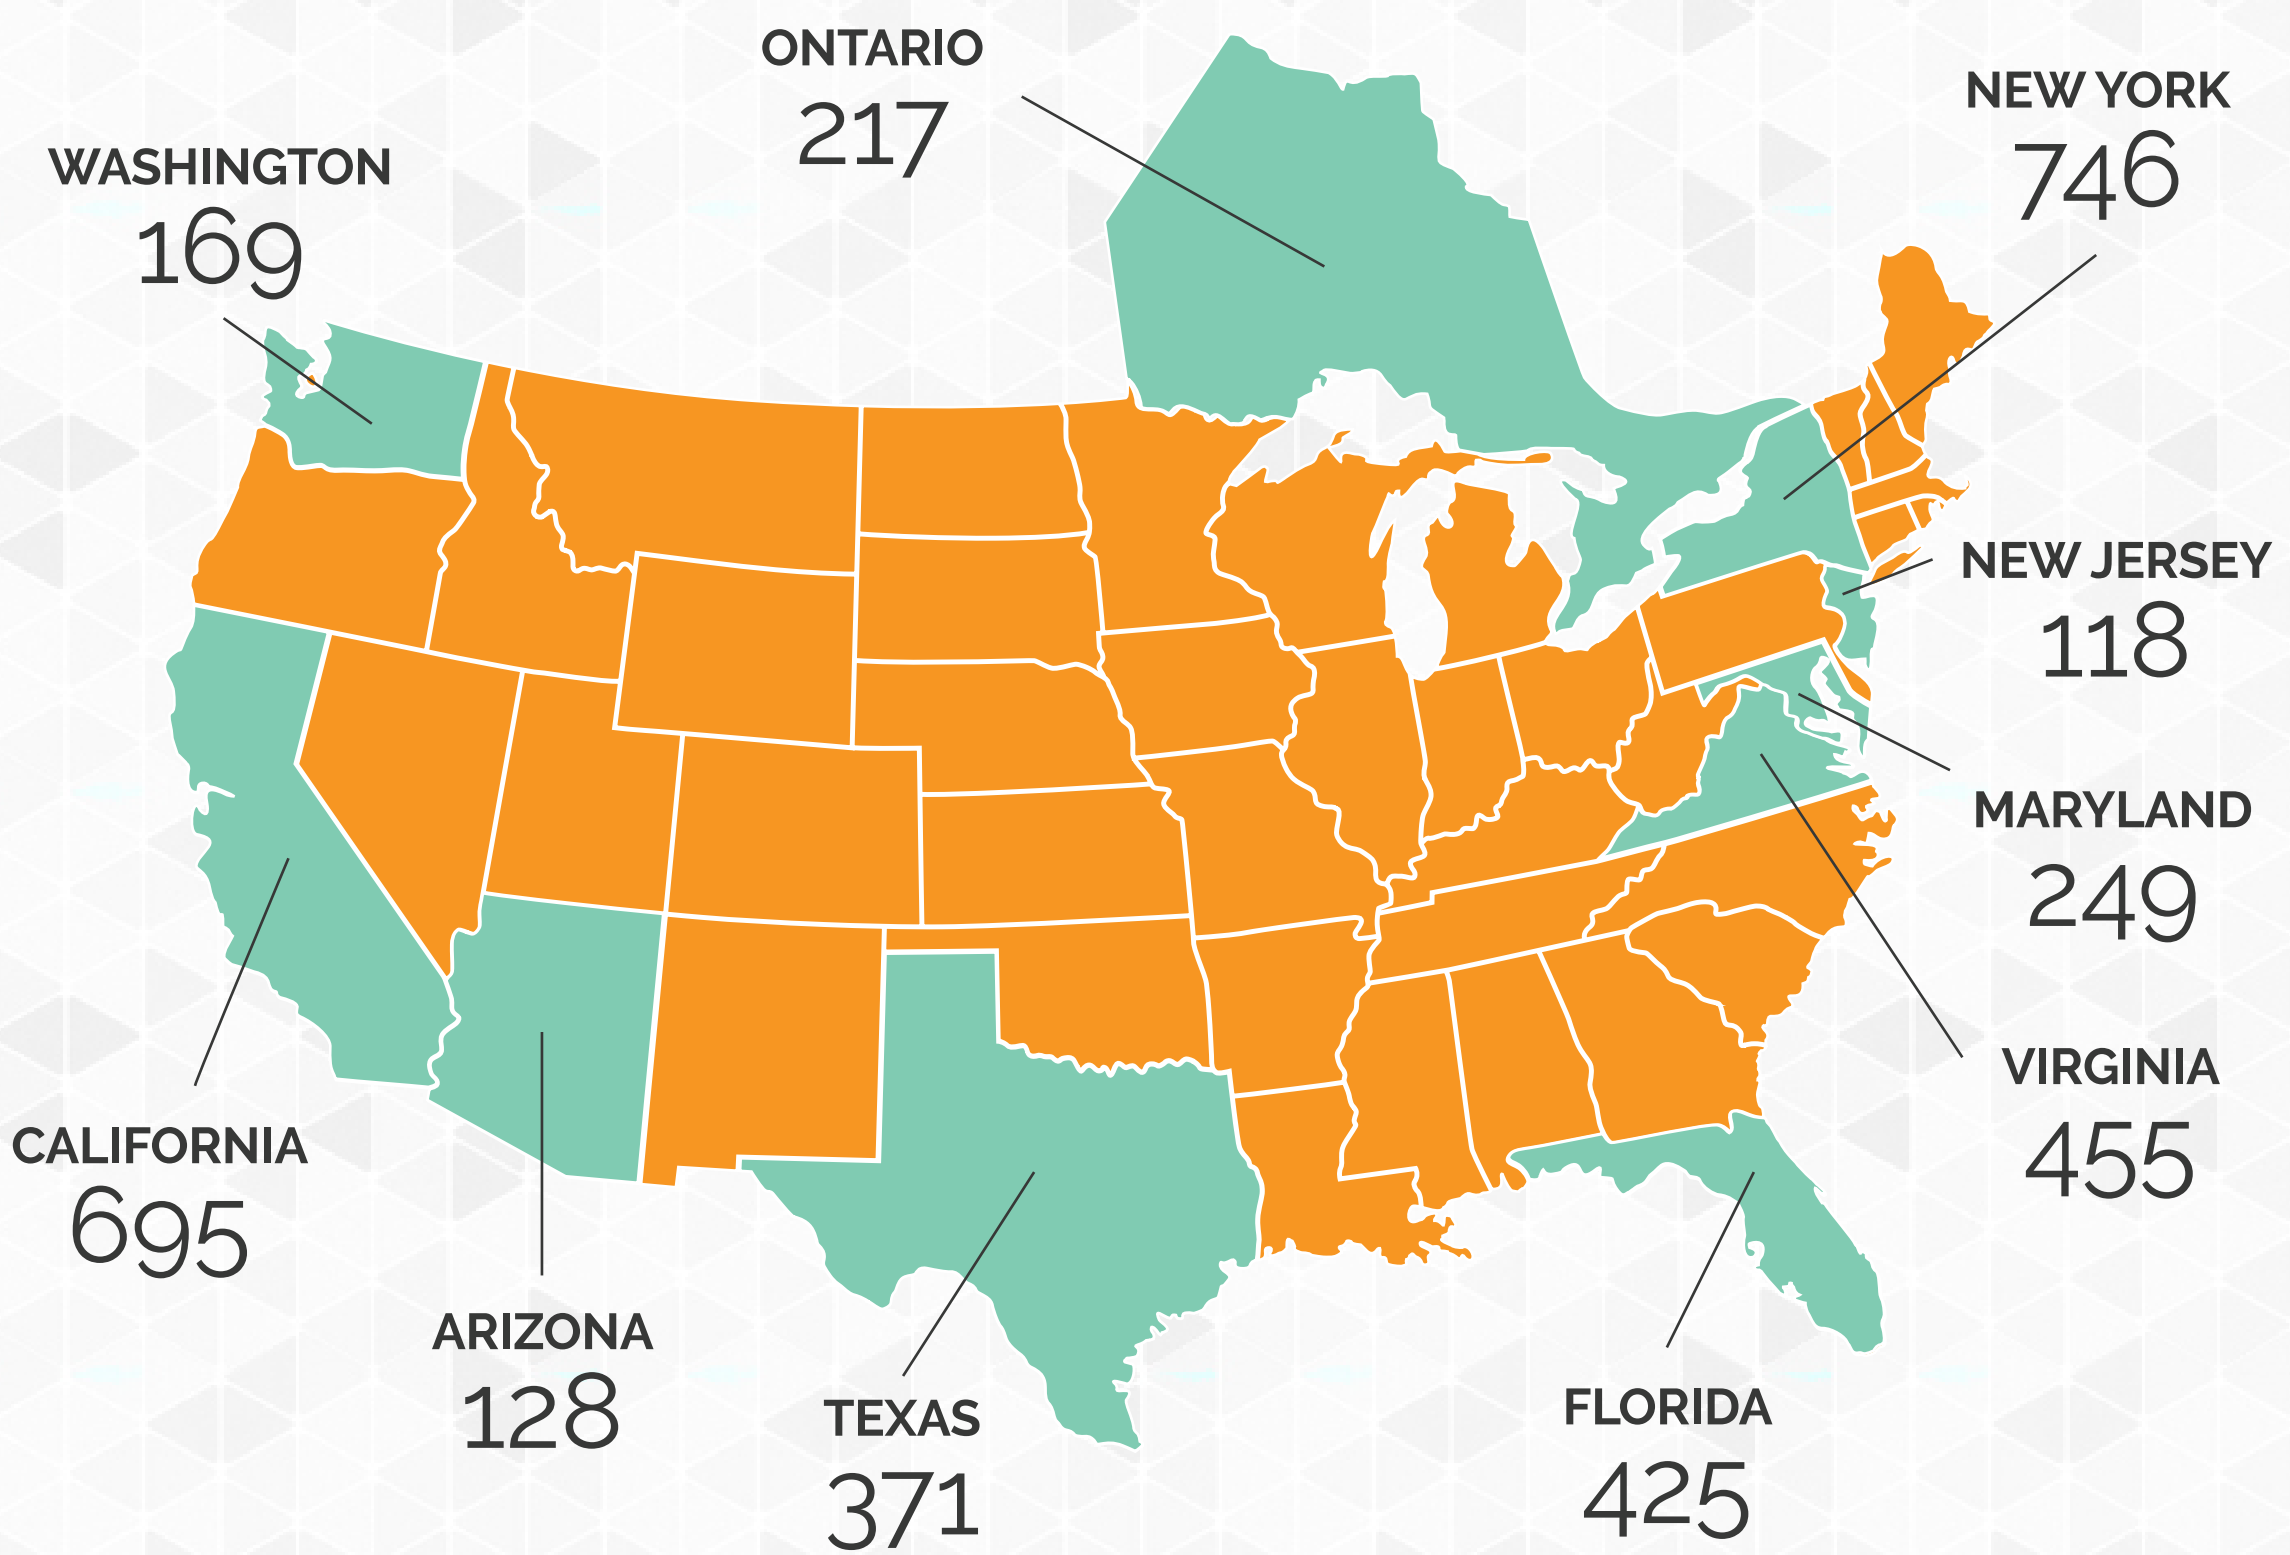 ONTARIO
217
NEW YORK
746
WASHINGTON
169
NEW JERSEY
118
MARYLAND
249
VIRGINIA
455
CALIFORNIA
695
ARIZONA
128
TEXAS
371
FLORIDA
425